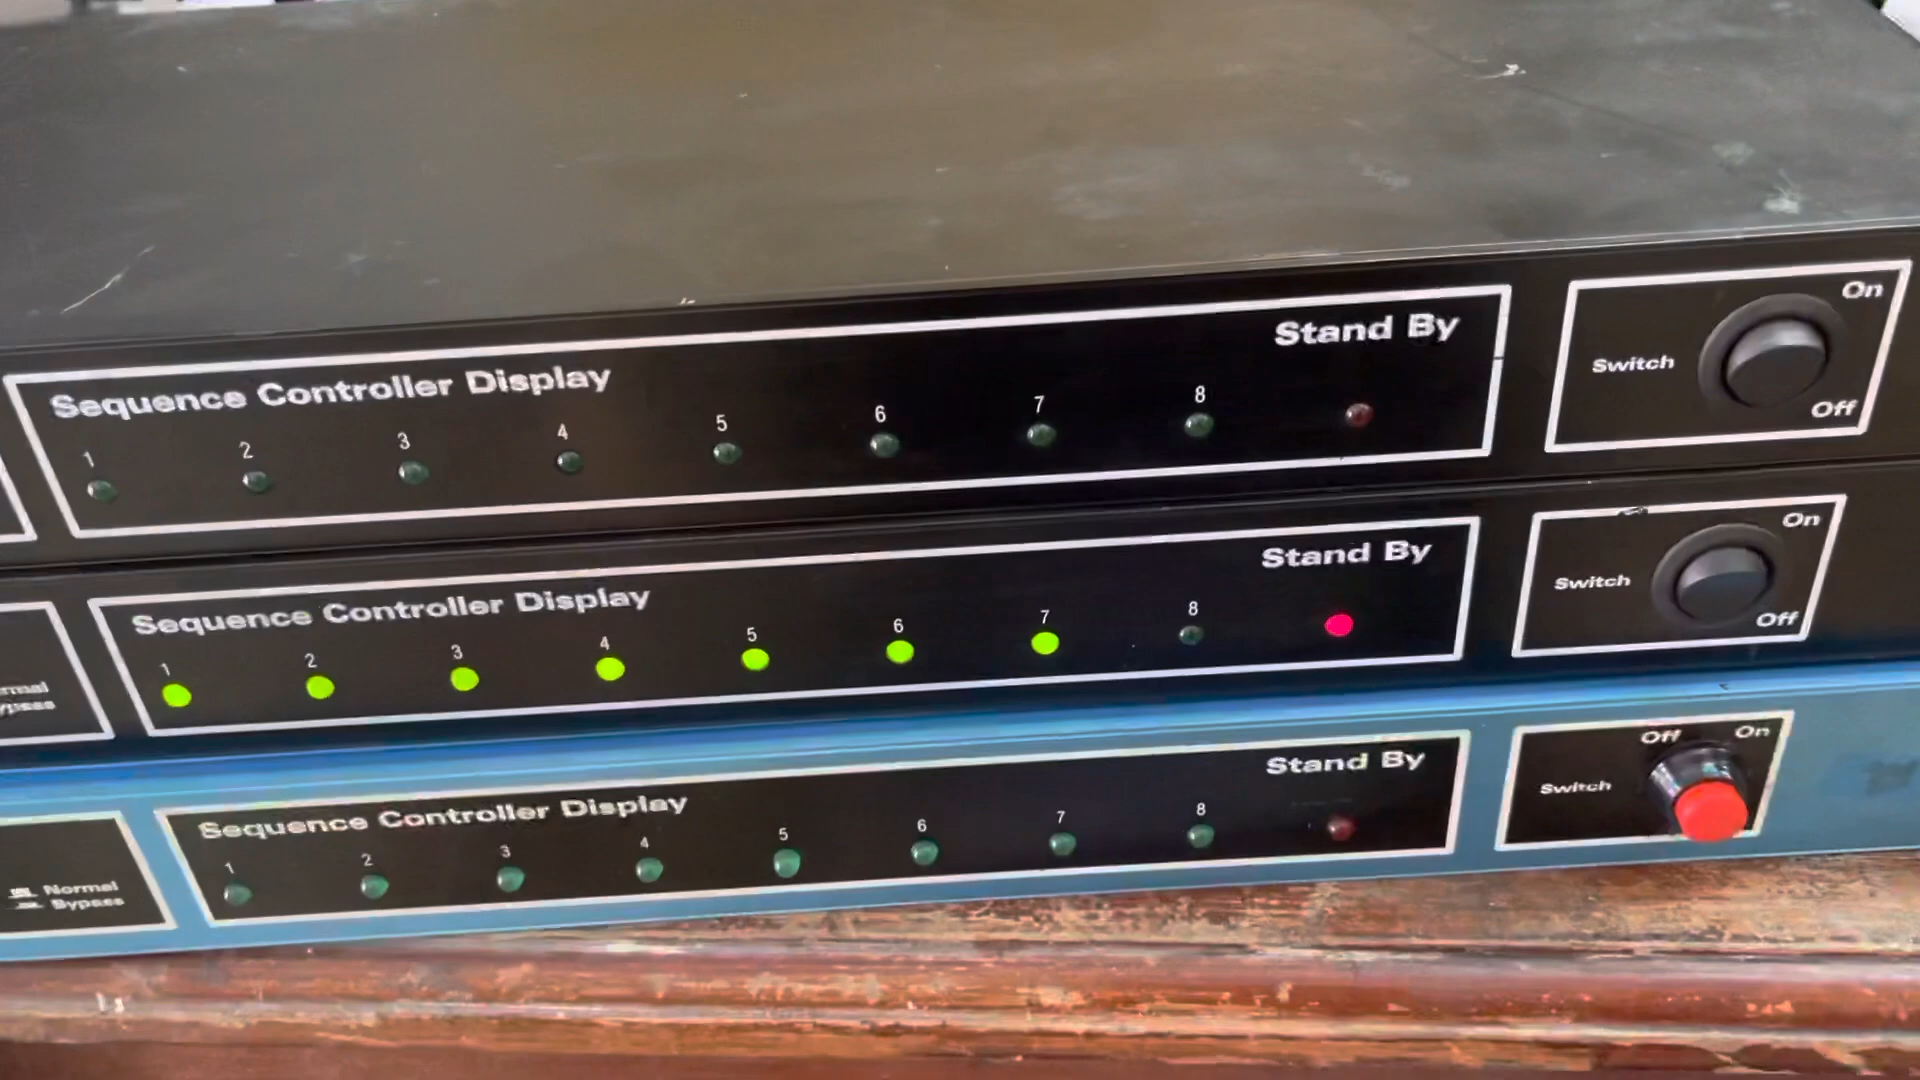 Stand By
On
Sequence Controller Display
Switch
1 2 3 4 5 6 7 8
Off
Stand By
On
Sequence Controller Display
Switch
1 2 3 4 5 6 7 8
Off
Stand By
Off On
Sequence Controller Display
Switch
1 2 3 4 5 6 7 8
Normal
Bypass